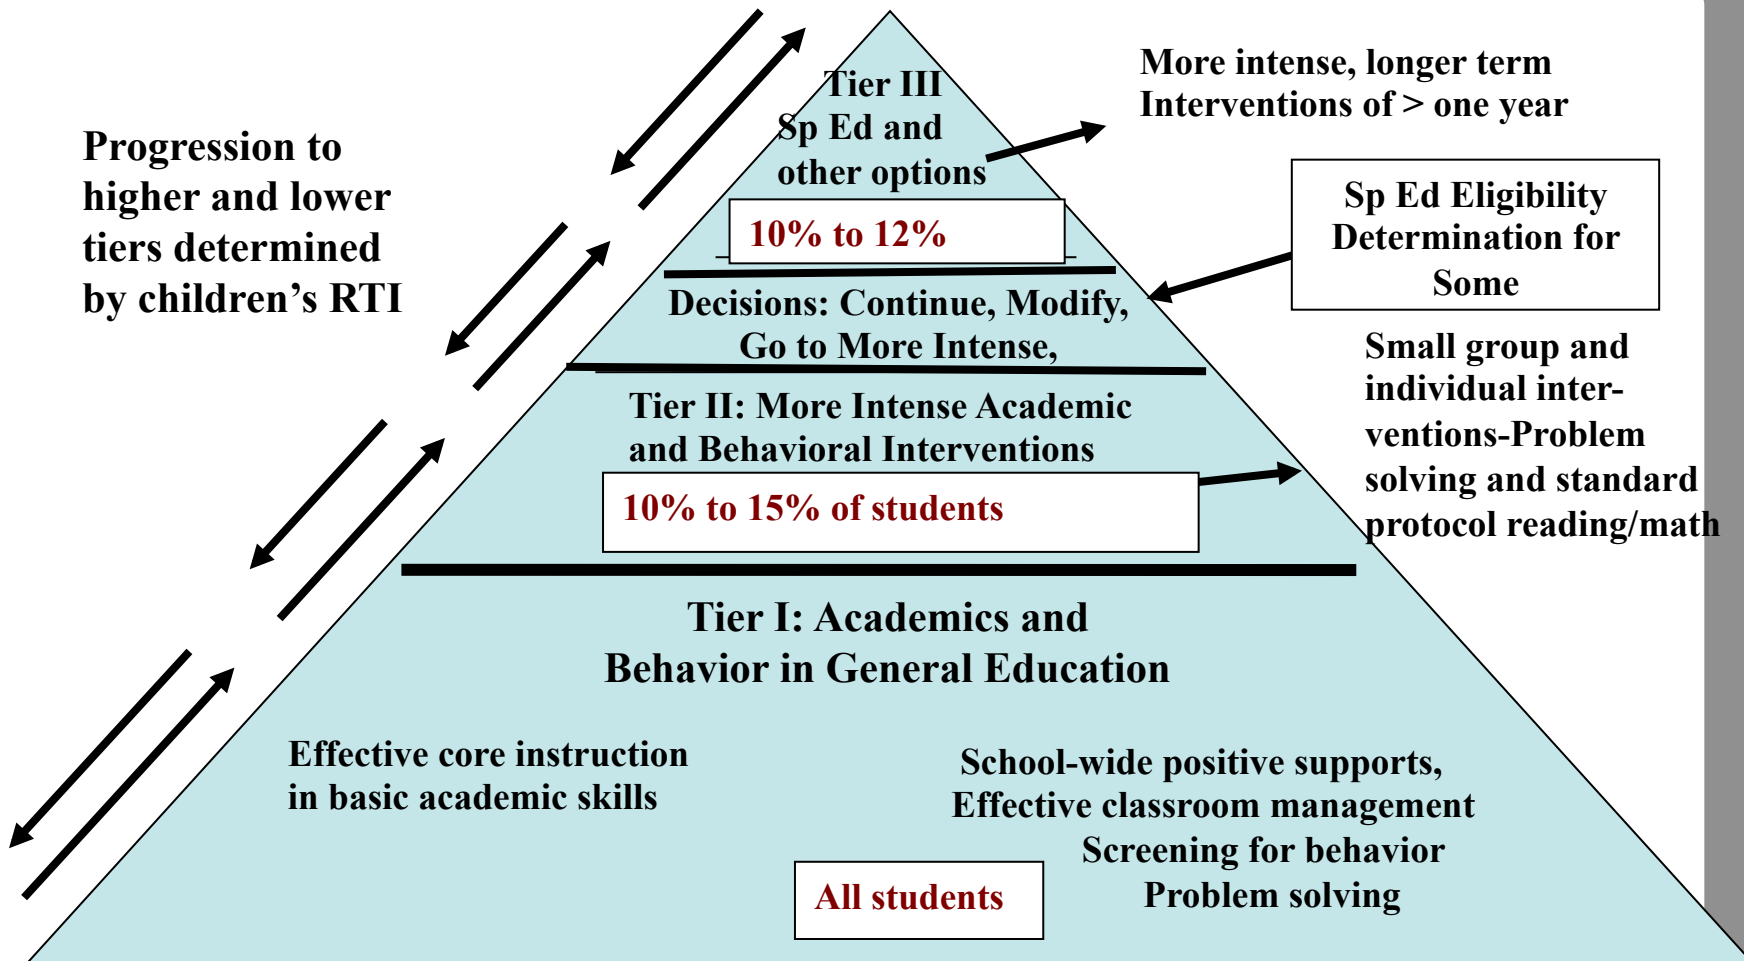 Progression to
higher and lower
tiers determined
by children’s RTI
Tier III
Sp Ed and
other options
10% to 12%
More intense, longer term
Interventions of > one year
Sp Ed Eligibility
Determination for
Some
Decisions: Continue, Modify,
Go to More Intense,
Tier II: More Intense Academic
and Behavioral Interventions
10% to 15% of students
Small group and
individual inter-
ventions-Problem
solving and standard
protocol reading/math
Tier I: Academics and
Behavior in General Education
Effective core instruction
in basic academic skills
School-wide positive supports,
Effective classroom management
Screening for behavior
Problem solving
All students